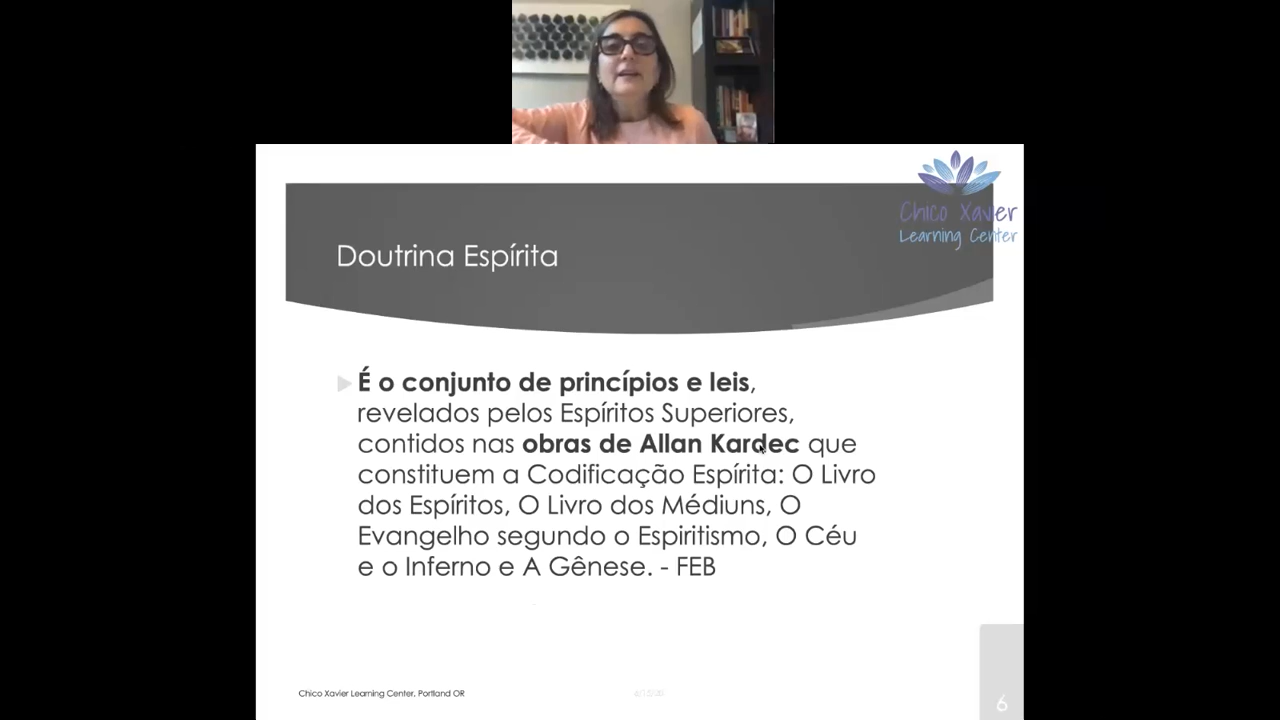 Chico Xavier
Learning Center
Doutrina Espírita
É o conjunto de princípios e leis,
revelados pelos Espíritos Superiores,
contidos nas obras de Allan Kardec que
constituem a Codificação Espírita: O Livro
dos Espíritos, O Livro dos Médiuns, O
Evangelho segundo o Espiritismo, O Céu
e o Inferno e A Gênese. - FEB
Chico Xavier Learning Center, Portland OR
6